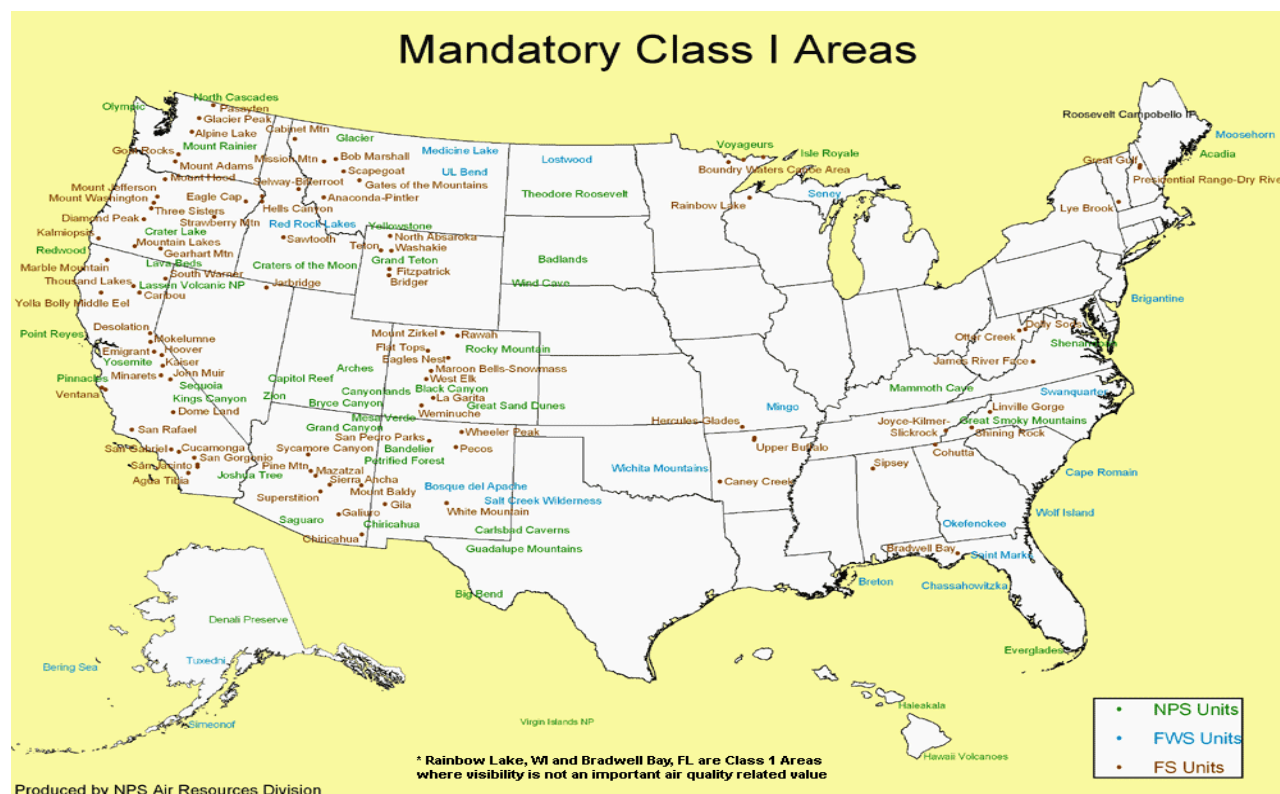 Mandatory Class I Areas
North Cascades
Olympic
Pasayten
Glacier Peak
Alpine Lake
Cabinet Mtn
Glacier
Mount Rainier
Goat Rocks
Mount Adams
Mission Mtn
Bob Marshall
Medicine Lake
Lostwood
Scapegoat
UL Bend
Mount Hood
Selway-Bitterroot
Gates of the Mountains
Mount Jefferson
Eagle Cap
Anaconda-Pintler
Theodore Roosevelt
Mount Washington
Three Sisters
Hells Canyon
Diamond Peak
Strawberry Mtn
Red Rock Lakes
Yellowstone
Kalmiopsis
Crater Lake
Sawtooth
North Absaroka
Mountain Lakes
Teton
Washakie
Redwood
Gearhart Mtn
Grand Teton
Badlands
Lava Beds
Craters of the Moon
Marble Mountain
South Warner
Fitzpatrick
Thousand Lakes
Lassen Volcanic NP
Jarbridge
Bridger
Wind Cave
Yolla Bolly Middle Eel
Caribou
Voyageurs
Isle Royale
Boundry Waters Canoe Area
Rainbow Lake
Seney
Roosevelt Campobello IP
Moosehorn
Acadia
Great Gulf
Presidential Range-Dry Rive
Lye Brook
Brigantine
Desolation
Point Reyes
Mokelumne
Mount Zirkel
Rawah
Emigrant
Hoover
Flat Tops
Rocky Mountain
Yosemite
Kaiser
Eagles Nest
Pinnacles
Minarets
John Muir
Arches
Maroon Bells-Snowmass
Sequoia
Capitol Reef
West Elk
Ventana
Kings Canyon
Zion
Canyonlands
Black Canyon
Bryce Canyon
La Garita
Great Sand Dunes
Dome Land
Mesa Verde
Weminuche
Otter Creek
Dolly Sods
Shenandoah
James River Face
Mammoth Cave
Swanquarter
Mingo
Linville Gorge
Hercules-Glades
Joyce-Kilmer-
Slickrock
Great Smoky Mountains
Shining Rock
San Rafael
Grand Canyon
San Pedro Parks
Wheeler Peak
San Gabriel
Cucamonga
Sycamore Canyon
Bandelier
Pecos
Upper Buffalo
Cohutta
San Gorgonio
Petrified Forest
San Jacinto
Pine Mtn
Mazatzal
Wichita Mountains
Sipsey
Cape Romain
Agua Tibia
Joshua Tree
Sierra Ancha
Caney Creek
Mount Baldy
Bosque del Apache
Superstition
Gila
Salt Creek Wilderness
White Mountain
Galiuro
Wolf Island
Saguaro
Chiricahua
Carlsbad Caverns
Okefenokee
Chiricahua
Guadalupe Mountains
Bradwell Bay
Saint Marks
Breton
Chassahowitzka
Big Bend
Everglades
Denali Preserve
Bering Sea
Tuxedni
Simeonof
Virgin Islands NP
Haleakala
Hawaii Volcanoes
NPS Units
FWS Units
FS Units
* Rainbow Lake, WI and Bradwell Bay, FL are Class 1 Areas
where visibility is not an important air quality related value
Produced by NPS Air Resources Division